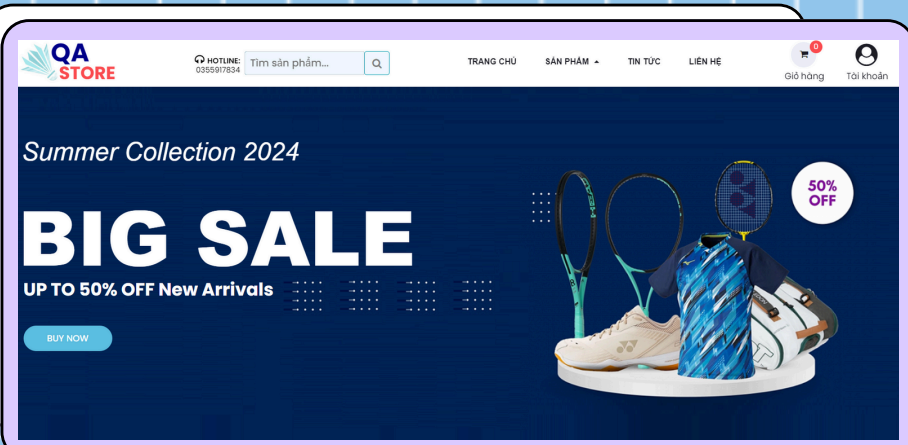 QA
STORE
HOTLINE:
0355917834
Tìm sản phẩm...
TRANG CHỦ
SẢN PHẨM
TIN TỨC
LIÊN HỆ
0
Giỏ hàng
Tài khoản
Summer Collection 2024
BIG SALE
UP TO 50% OFF New Arrivals
BUY NOW
50%
OFF